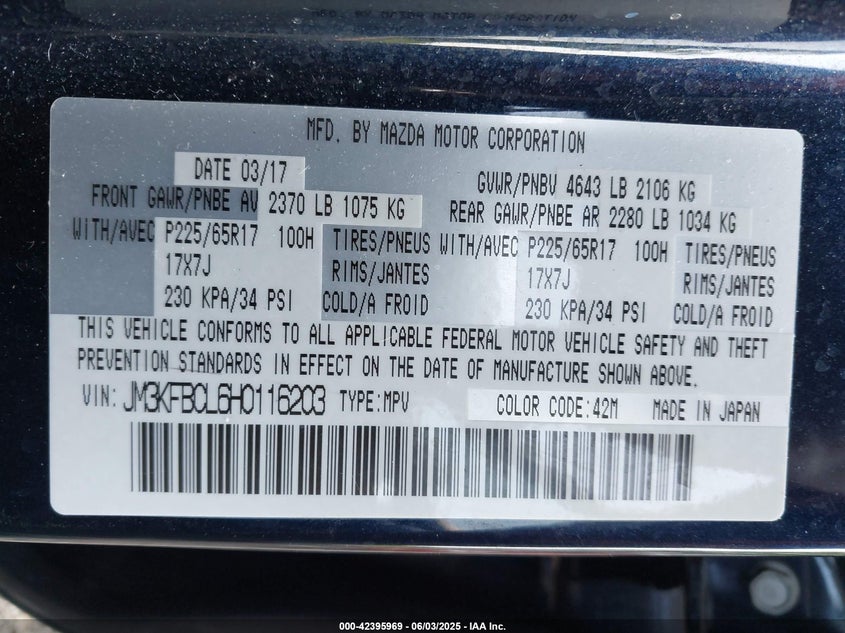 MFD. BY MAZDA MOTOR CORPORATION
DATE 03/17
GVWR/PNBV 4643 LB 2106 KG
FRONT GAWR/PNBE AV 2370 LB 1075 KG
REAR GAWR/PNBE AR 2280 LB 1034 KG
WITH/AVEC P225/65R17 100H TIRES/PNEUS WITH/AVEC P225/65R17 100H TIRES/PNEUS
17X7J RIMS/JANTES 17X7J RIMS/JANTES
230 KPA/34 PSI COLD/A FROID 230 KPA/34 PSI COLD/A FROID
THIS VEHICLE CONFORMS TO ALL APPLICABLE FEDERAL MOTOR VEHICLE SAFETY AND THEFT
PREVENTION STANDARDS IN EFFECT ON THE DATE OF MANUFACTURE SHOWN ABOVE.
VIN: JM3KFBCL6H0116203 TYPE:MPV COLOR CODE:42M MADE IN JAPAN
000-42395969 - 06/03/2025 - IAA Inc.